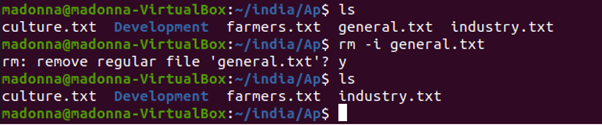 madonna@madonna-VirtualBox:~/india/Ap$ ls
culture.txt  Development  farmers.txt  general.txt  industry.txt
madonna@madonna-VirtualBox:~/india/Ap$ rm -i general.txt
rm: remove regular file 'general.txt'? y
madonna@madonna-VirtualBox:~/india/Ap$ ls
culture.txt  Development  farmers.txt  industry.txt
madonna@madonna-VirtualBox:~/india/Ap$